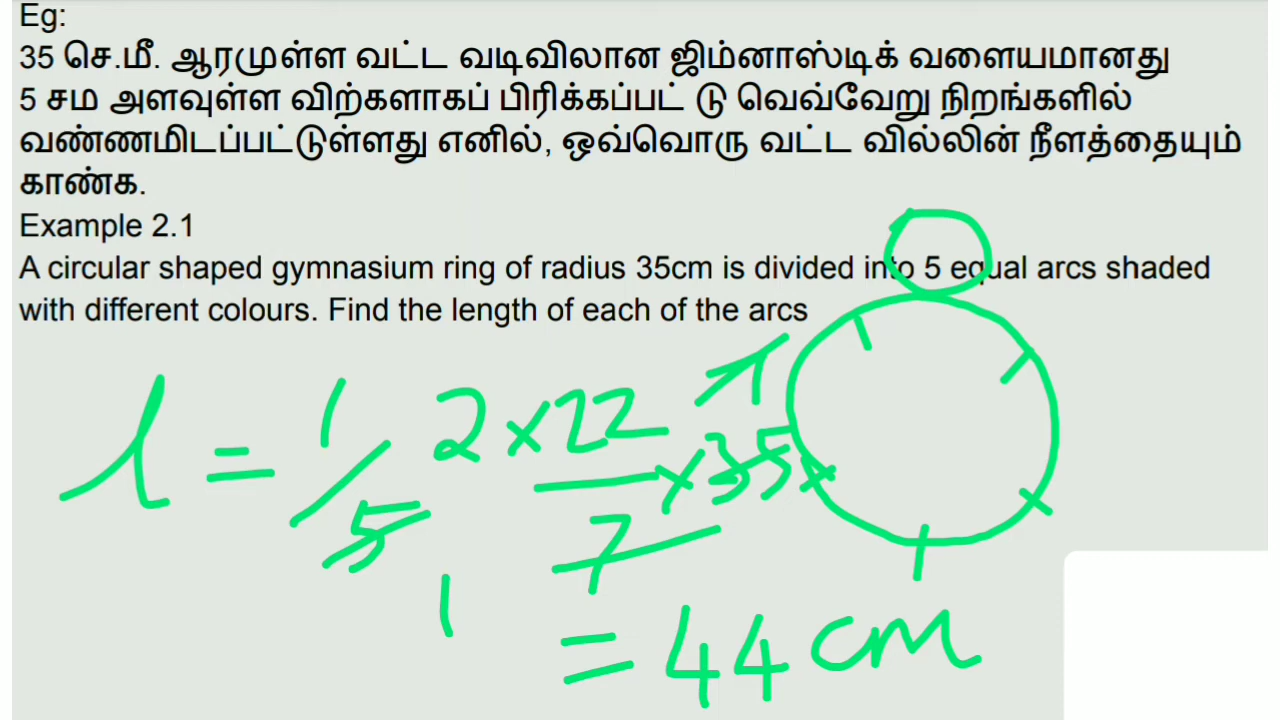 Eg:
35 செ.மீ. ஆரமுள்ள வட்ட வடிவிலான ஜிம்னாஸ்டிக் வளையமானது
5 சம அளவுள்ள விற்களாகப் பிரிக்கப்பட் டு வெவ்வேறு நிறங்களில்
வண்ணமிடப்பட்டுள்ளது எனில், ஒவ்வொரு வட்ட வில்லின் நீளத்தையும்
காண்க.
Example 2.1
A circular shaped gymnasium ring of radius 35cm is divided into 5 equal arcs shaded
with different colours. Find the length of each of the arcs
l = 1/5 2 × 22/7 × 35
1
= 44 cm